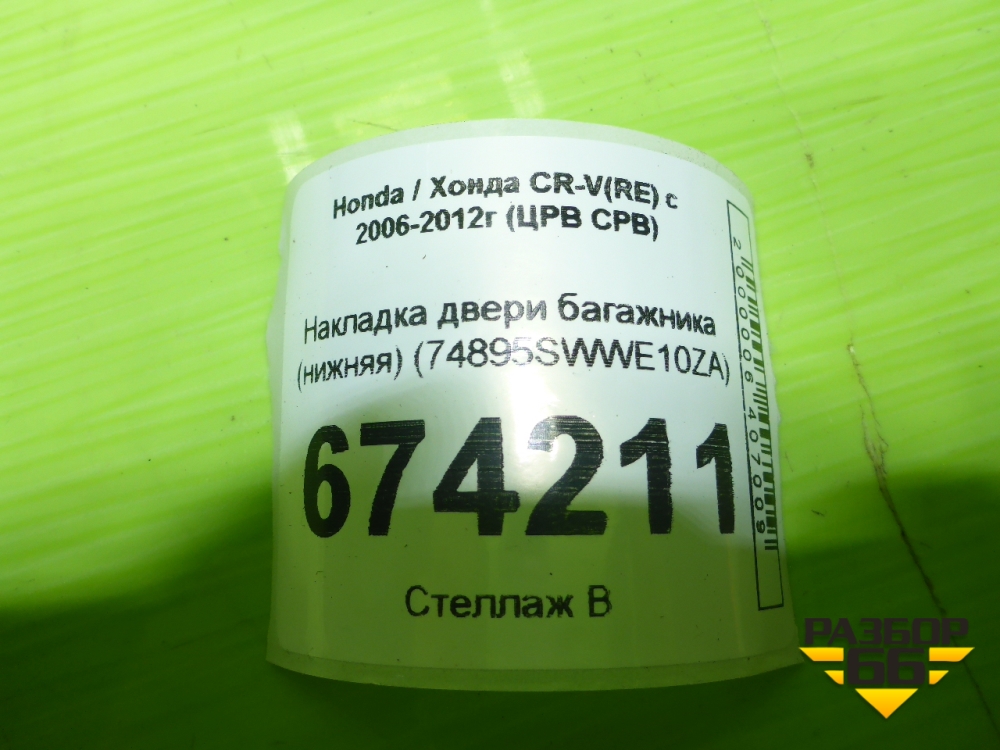 Honda / Хонда CR-V(RE) с
2006-2012г (ЦРВ СРВ)
Накладка двери багажника
(нижняя) (74895SWWE10ZA)
674211
Стеллаж В
2000006407009
РАЗБОР
66